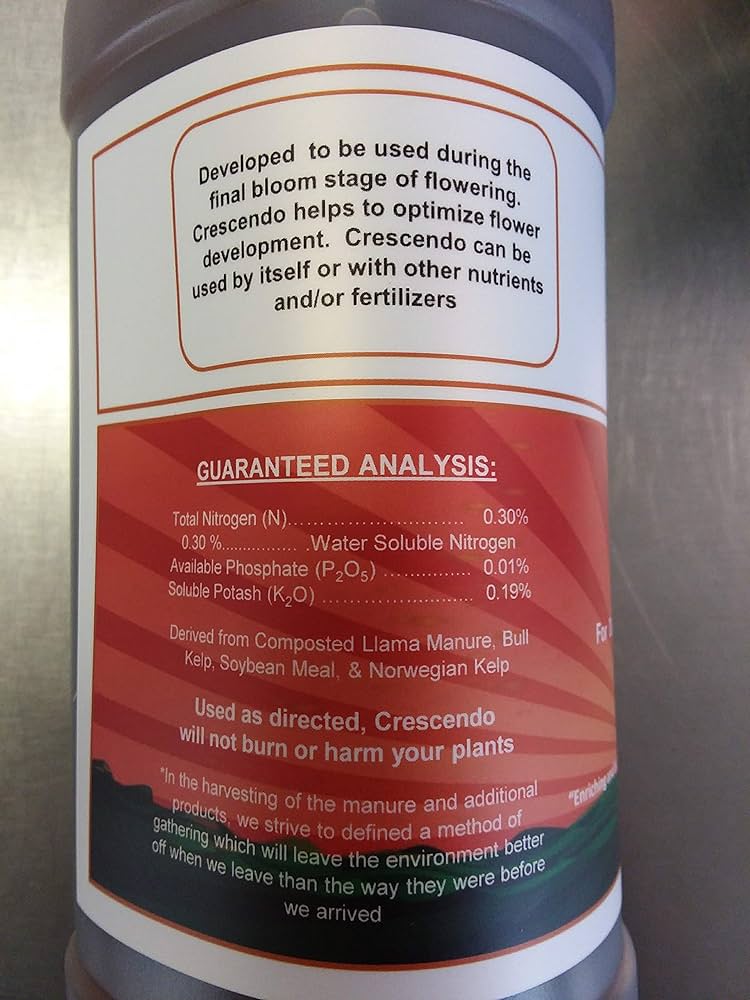 Developed to be used during the
final bloom stage of flowering.
Crescendo helps to optimize flower
development. Crescendo can be
used by itself or with other nutrients
and/or fertilizers
GUARANTEED ANALYSIS:
Total Nitrogen (N)............................. 0.30%
0.30 %................ .Water Soluble Nitrogen
Available Phosphate (P₂O₅) ............... 0.01%
Soluble Potash (K₂O) .......................... 0.19%
Derived from Composted Llama Manure, Bull
Kelp, Soybean Meal, & Norwegian Kelp
Used as directed, Crescendo
will not burn or harm your plants
*In the harvesting of the manure and additional
products, we strive to defined a method of
gathering which will leave the environment better
off when we leave than the way they were before
we arrived
For
"Enriching